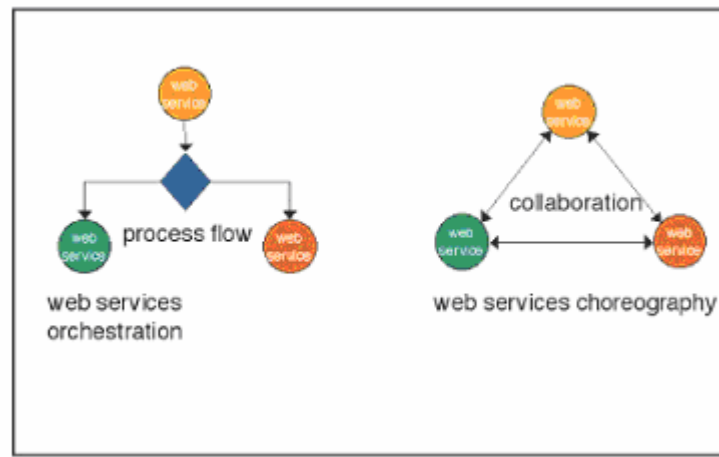 web
service
web
service
process flow
web
service
web services
orchestration
web
service
collaboration
web
service
web
service
web services choreography